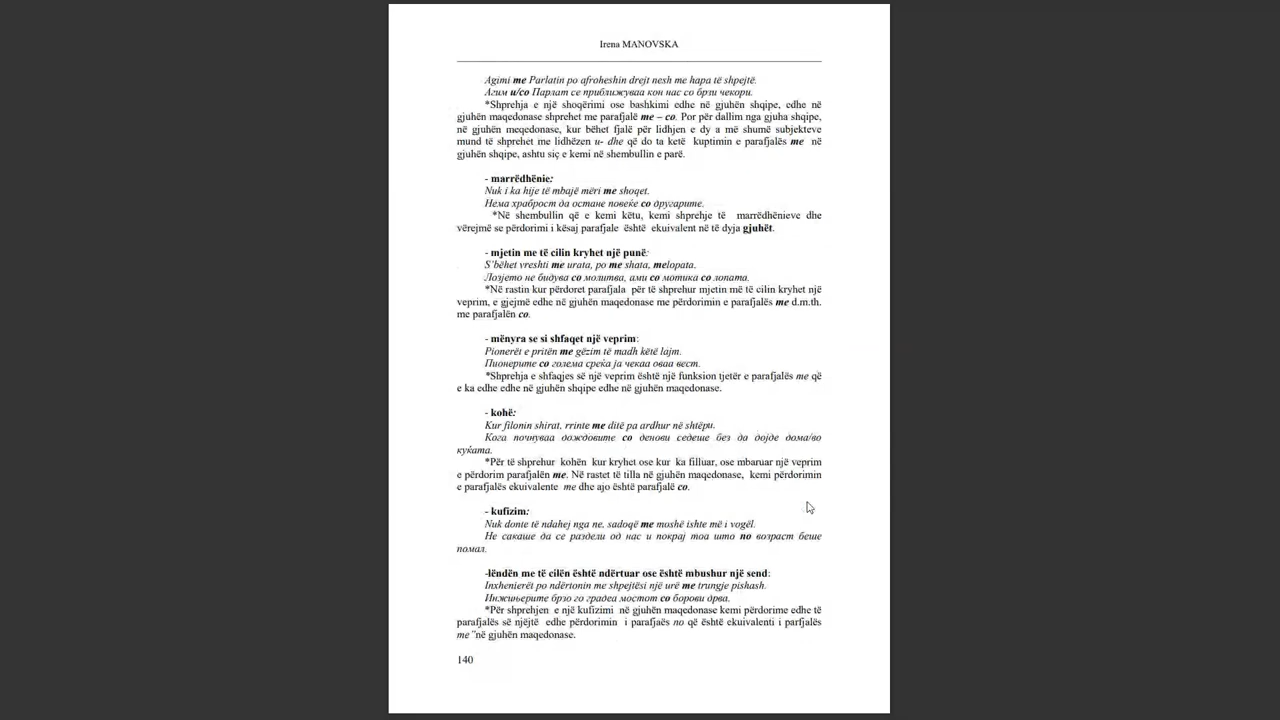 Irena MANOVSKA
Agimi me Parlatin po afroheshin drejt nesh me hapa të shpejtë.
Агим и/со Парлат се приближуваа кон нас со брзи чекори.
*Shprehja e një shoqërimi ose bashkimi edhe në gjuhën shqipe, edhe në
gjuhën maqedonase shprehet me parafjalë me – co. Por për dallim nga gjuha shqipe,
në gjuhën meqedonase, kur bëhet fjalë për lidhjen e dy a më shumë subjekteve
mund të shprehet me lidhëzen u- dhe që do ta ketë kuptimin e parafjalës me në
gjuhën shqipe, ashtu siç e kemi në shembullin e parë.
- marrëdhënie:
Nuk i ka hije të mbajë mëri me shoqet.
Нема храброст да остане повеќе со другарите.
*Në shembullin që e kemi këtu, kemi shprehje të marrëdhënieve dhe
vërejmë se përdorimi i kësaj parafjale është ekuivalent në të dyja gjuhët.
- mjetin me të cilin kryhet një punë:
S’bëhet vreshti me urata, po me shata, melopata.
Лозјето не бидува со молитва, ами со мотика со лопата.
*Në rastin kur përdoret parafjala për të shprehur mjetin më të cilin kryhet një
veprim, e gjejmë edhe në gjuhën maqedonase me përdorimin e parafjalës me d.m.th.
me parafjalën co.
- mënyra se si shfaqet një veprim:
Pionerët e pritën me gëzim të madh këtë lajm.
Пионерите со голема среќа ја чекаа оваа вест.
*Shprehja e shfaqjes së një veprim është një funksion tjetër e parafjalës me që
e ka edhe edhe në gjuhën shqipe edhe në gjuhën maqedonase.
- kohë:
Kur filonin shirat, rrinte me ditë pa ardhur në shtëpi.
Кога почнуваа дождовите со денови седеше без да дојде дома/во
куќата.
*Për të shprehur kohën kur kryhet ose kur ka filluar, ose mbaruar një veprim
e përdorim parafjalën me. Në rastet të tilla në gjuhën maqedonase, kemi përdorimin
e parafjalës ekuivalente me dhe ajo është parafjalë co.
- kufizim:
Nuk donte të ndahej nga ne, sadoqë me moshë ishte më i vogël.
Не сакаше да се раздели од нас и покрај тоа што по возраст беше
помал.
-lëndën me të cilën është ndërtuar ose është mbushur një send:
Inxhenierët po ndërtonin me shpejtësi një urë me trungje pishash.
Инжињерите брзо го градеа мостот со борови дрва.
*Për shprehjen e një kufizimi në gjuhën maqedonase kemi përdorime edhe të
parafjalës së njëjtë edhe përdorimin i parafjaës no që është ekuivalenti i parfjalës
me”në gjuhën maqedonase.
140